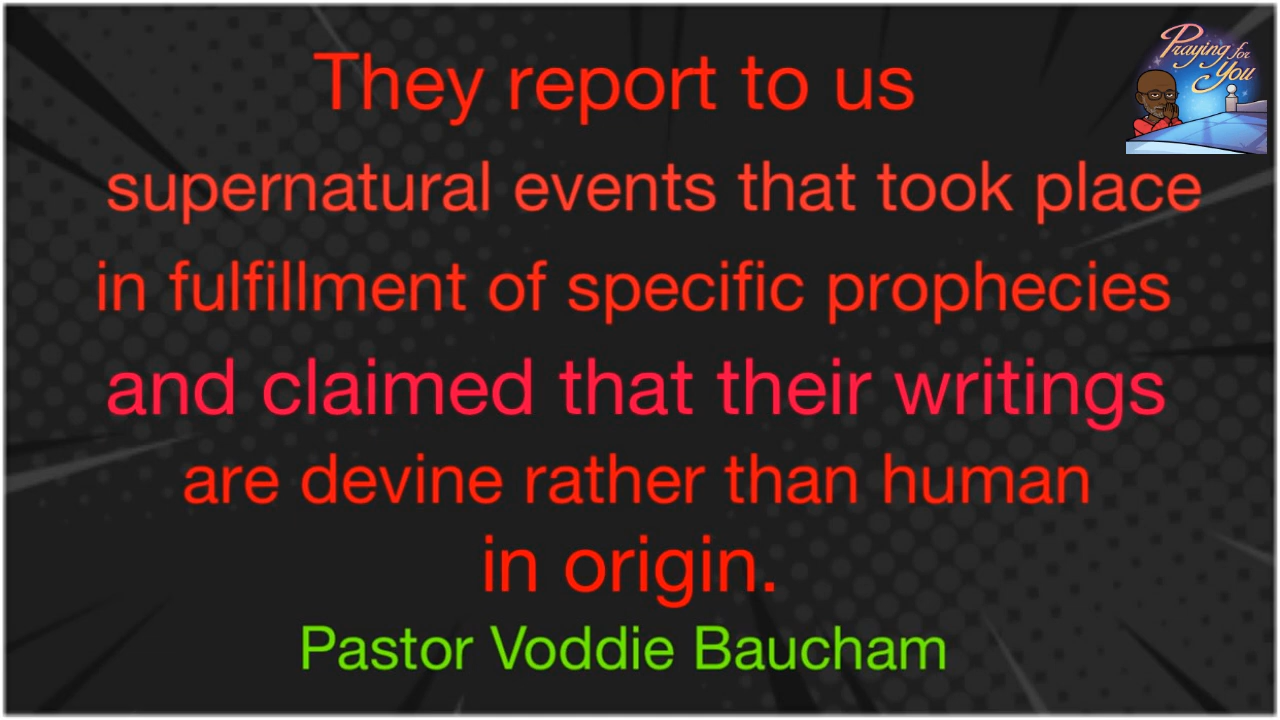 Praying for
You
They report to us
supernatural events that took place
in fulfillment of specific prophecies
and claimed that their writings
are devine rather than human
in origin.
Pastor Voddie Baucham